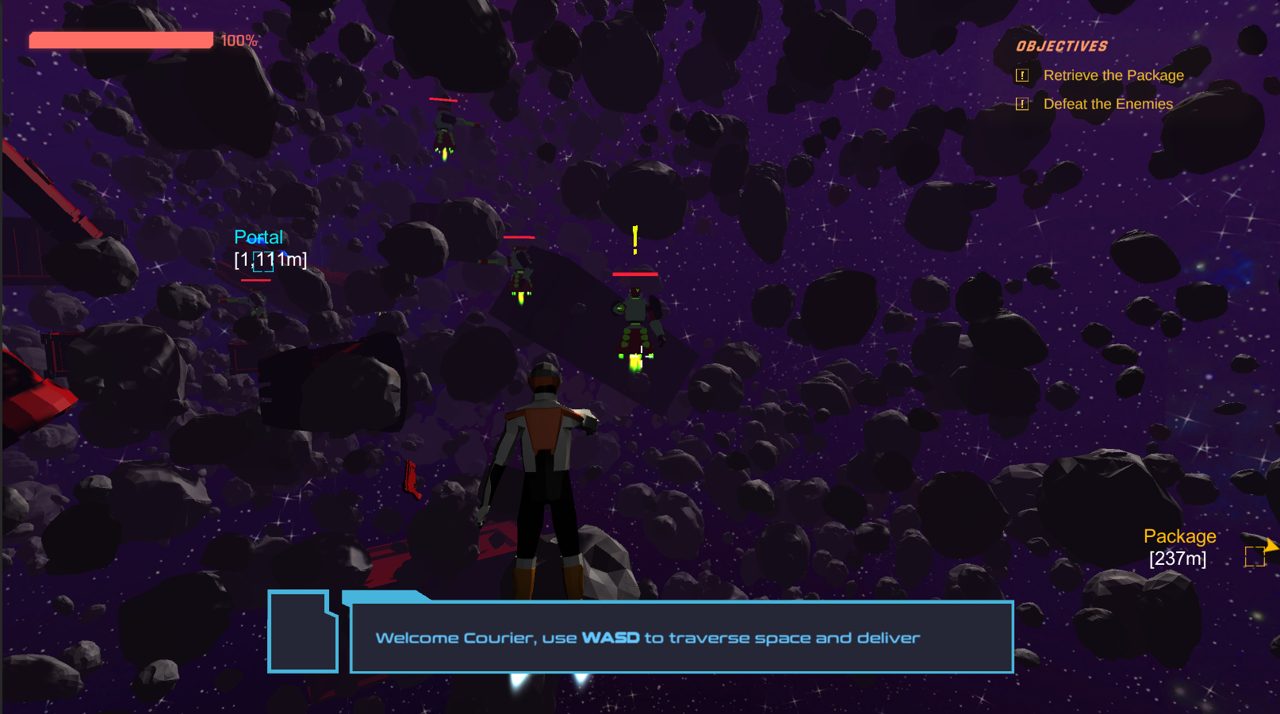 100%
OBJECTIVES
! Retrieve the Package
! Defeat the Enemies
!
Portal
[1,111m]
Package
[237m]
Welcome Courier, use WASD to traverse space and deliver